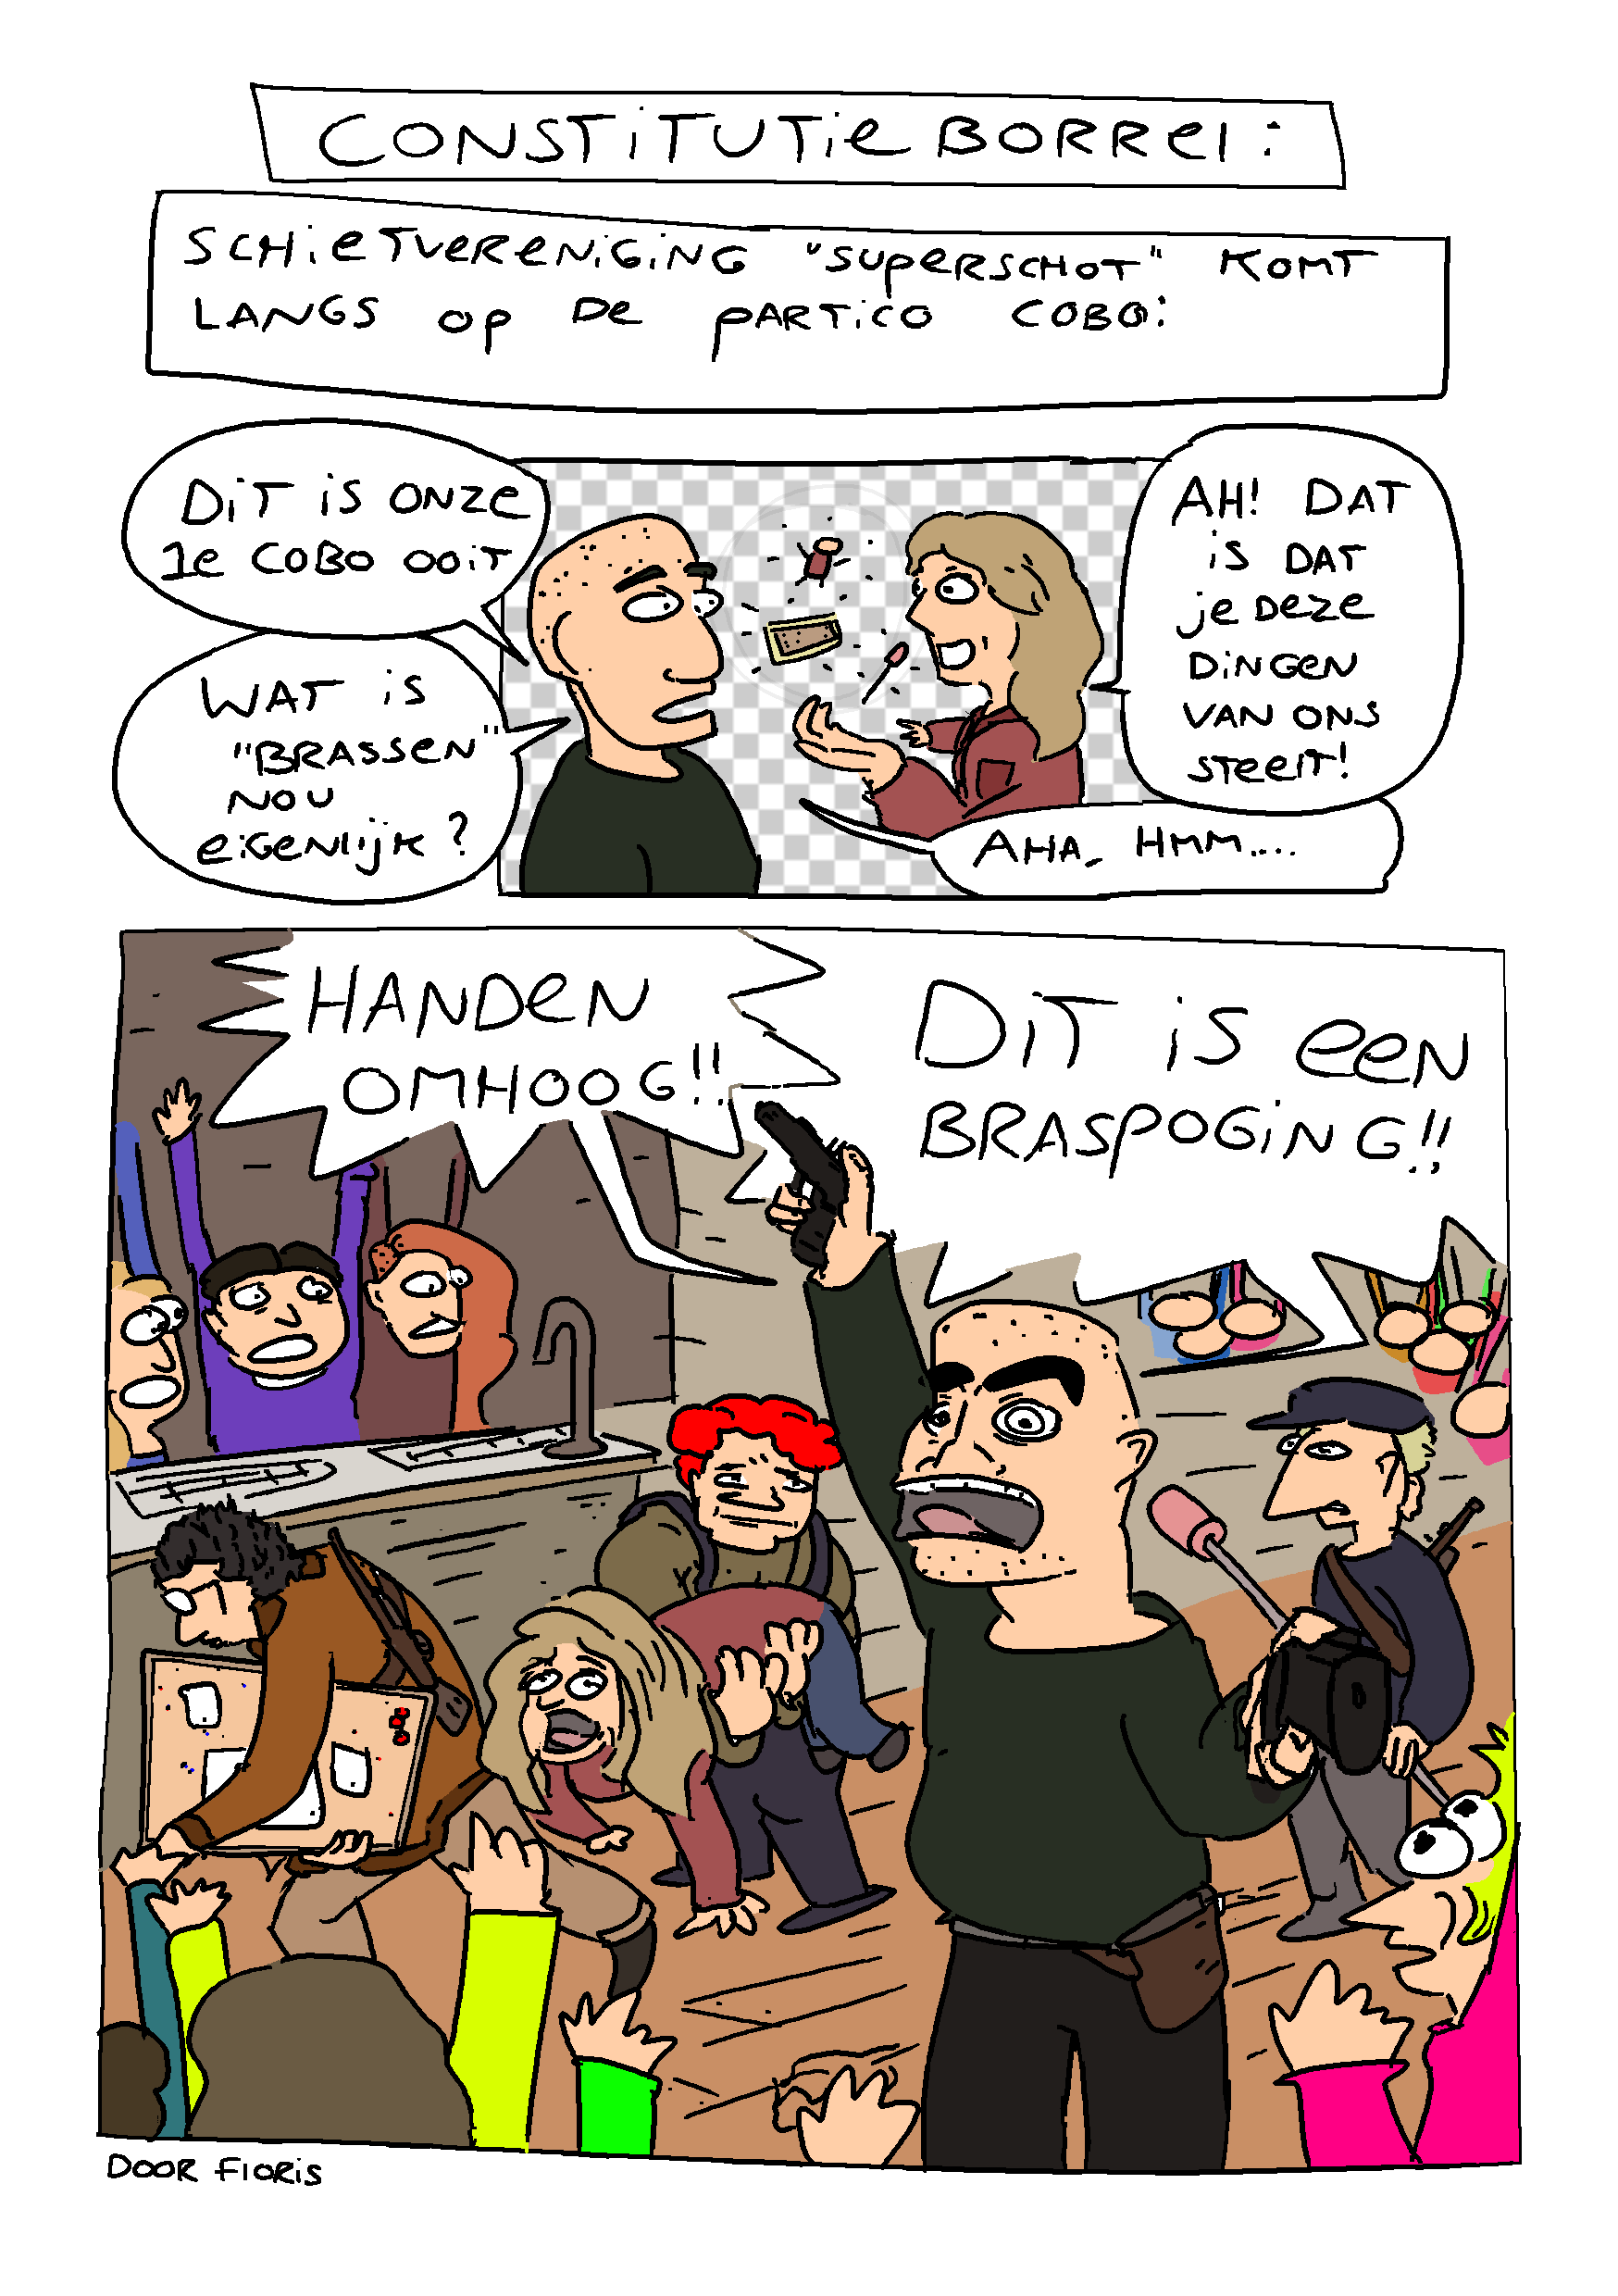 CONSTITUTIE BORREL:
SCHIETVERENIGING "SUPERSCHOT" KOMT
LANGS OP DE PARTICO COBO:
DIT IS ONZE
1E COBO OOIT
WAT IS
"BRASSEN"
NOU
EIGENLIJK?
AH! DAT
IS DAT
JE DEZE
DINGEN
VAN ONS
STEELT!
AHA, HMM....
HANDEN
OMHOOG!!
DIT IS EEN
BRASPOGING!!
DOOR FLORIS